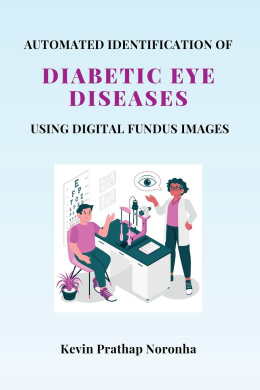 AUTOMATED IDENTIFICATION OF
DIABETIC EYE
DISEASES
USING DIGITAL FUNDUS IMAGES
Kevin Prathap Noronha